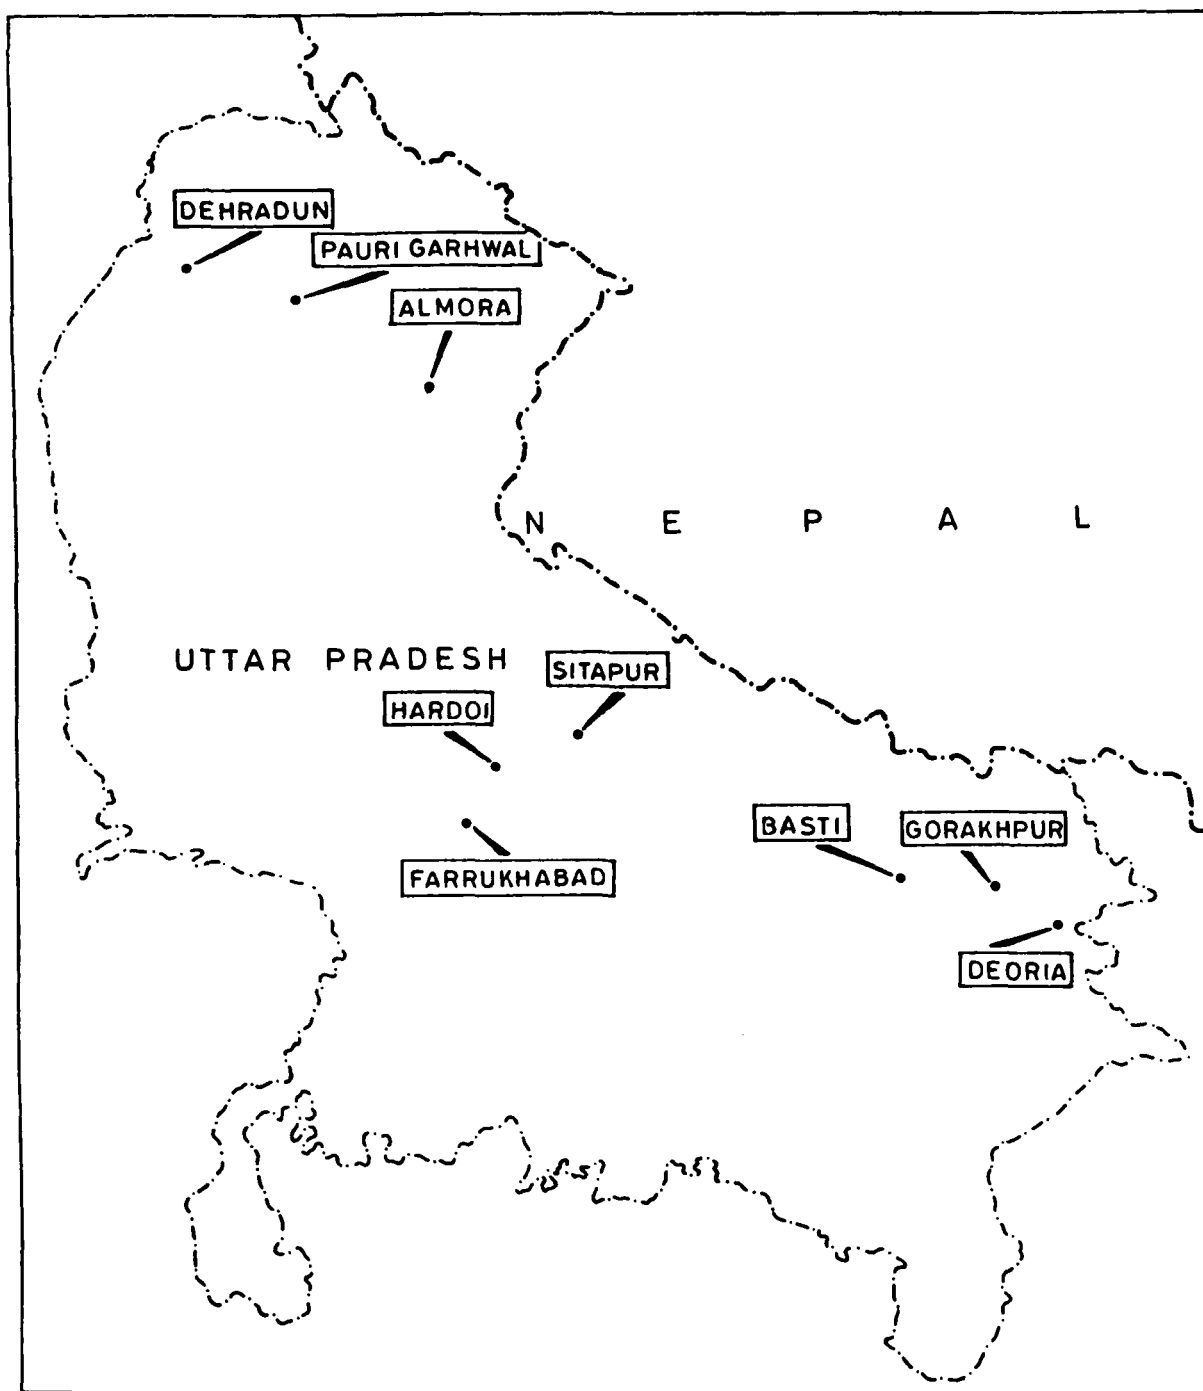 DEHRADUN
PAURI GARHWAL
ALMORA
N E P A L
UTTAR PRADESH
SITAPUR
HARDOI
BASTI
GORAKHPUR
FARRUKHABAD
DEORIA